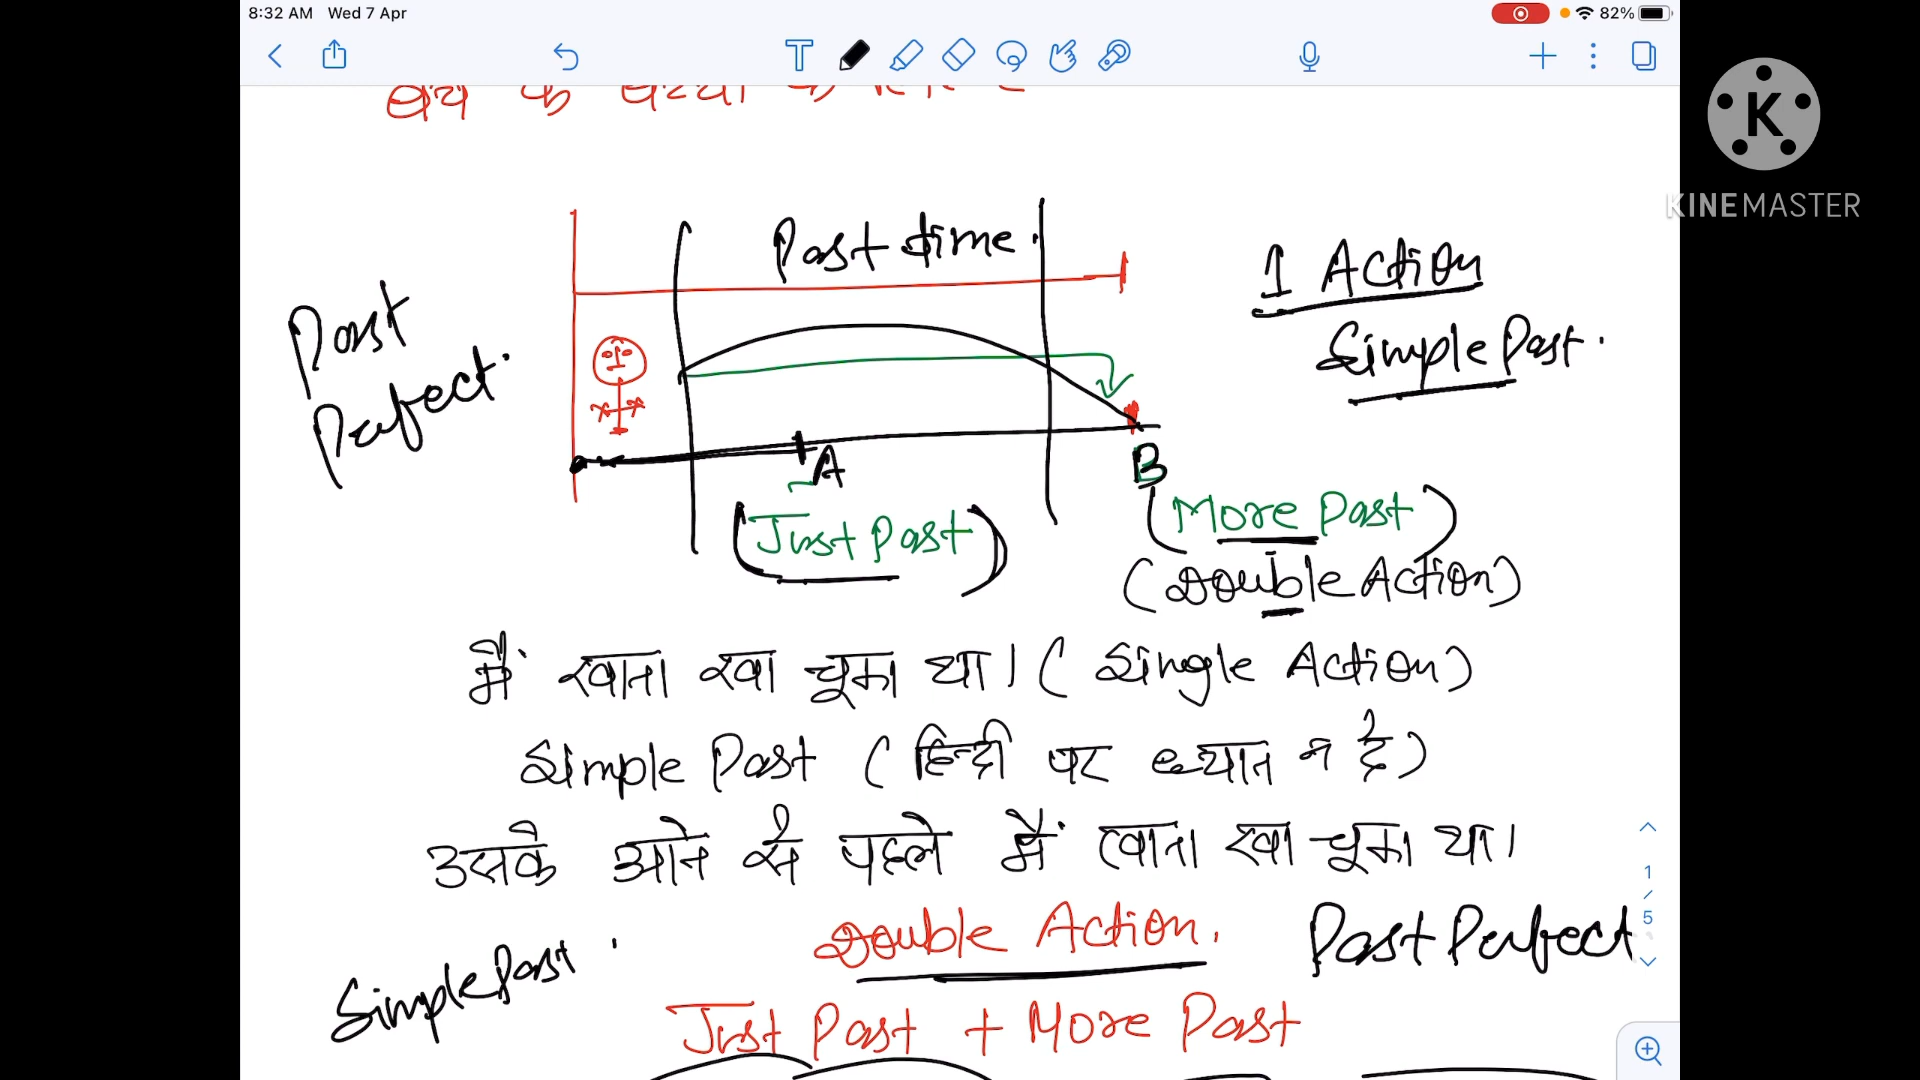 8:32 AM Wed 7 Apr
82%
K
KINEMASTER
Past time.
1 Action
Simple Past.
Past
Perfect.
A
B
(Just Past)
(More Past)
(Double Action)
मैं खाना खा चूका था। (Single Action)
Simple Past (हिन्दी पर ध्यान न दे)
उसके आने से पहले मैं खाना खा चूका था।
Double Action.
Past Perfect
Simple Past.
Just Past + More Past
1
/
5